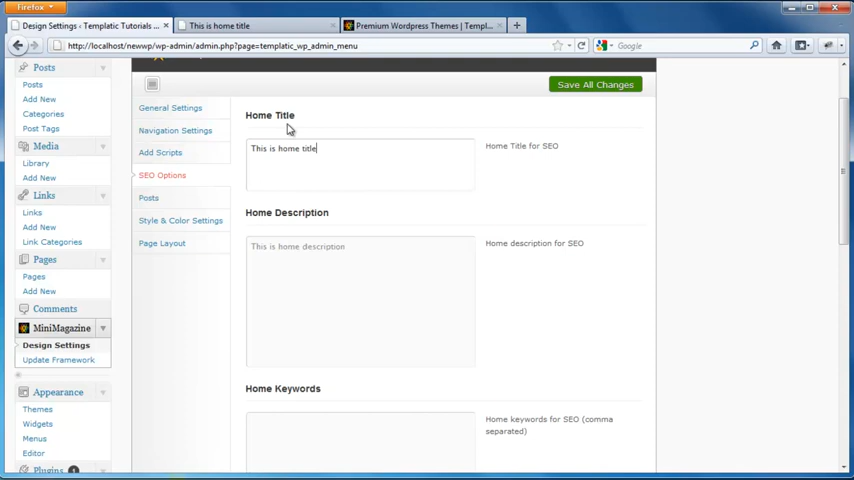 Firefox
Design Settings ‹ Templatic Tutorials ...
This is home title
Premium Wordpress Themes | Templ...
http://localhost/newwp/wp-admin/admin.php?page=templatic_wp_admin_menu
Google
Posts
Posts
Add New
Categories
Post Tags
Media
Library
Add New
Links
Links
Add New
Link Categories
Pages
Pages
Add New
Comments
MiniMagazine
Design Settings
Update Framework
Appearance
Themes
Widgets
Menus
Editor
Plugins
Save All Changes
General Settings
Navigation Settings
Add Scripts
SEO Options
Posts
Style & Color Settings
Page Layout
Home Title
This is home title
Home Title for SEO
Home Description
This is home description
Home description for SEO
Home Keywords
Home keywords for SEO (comma
separated)